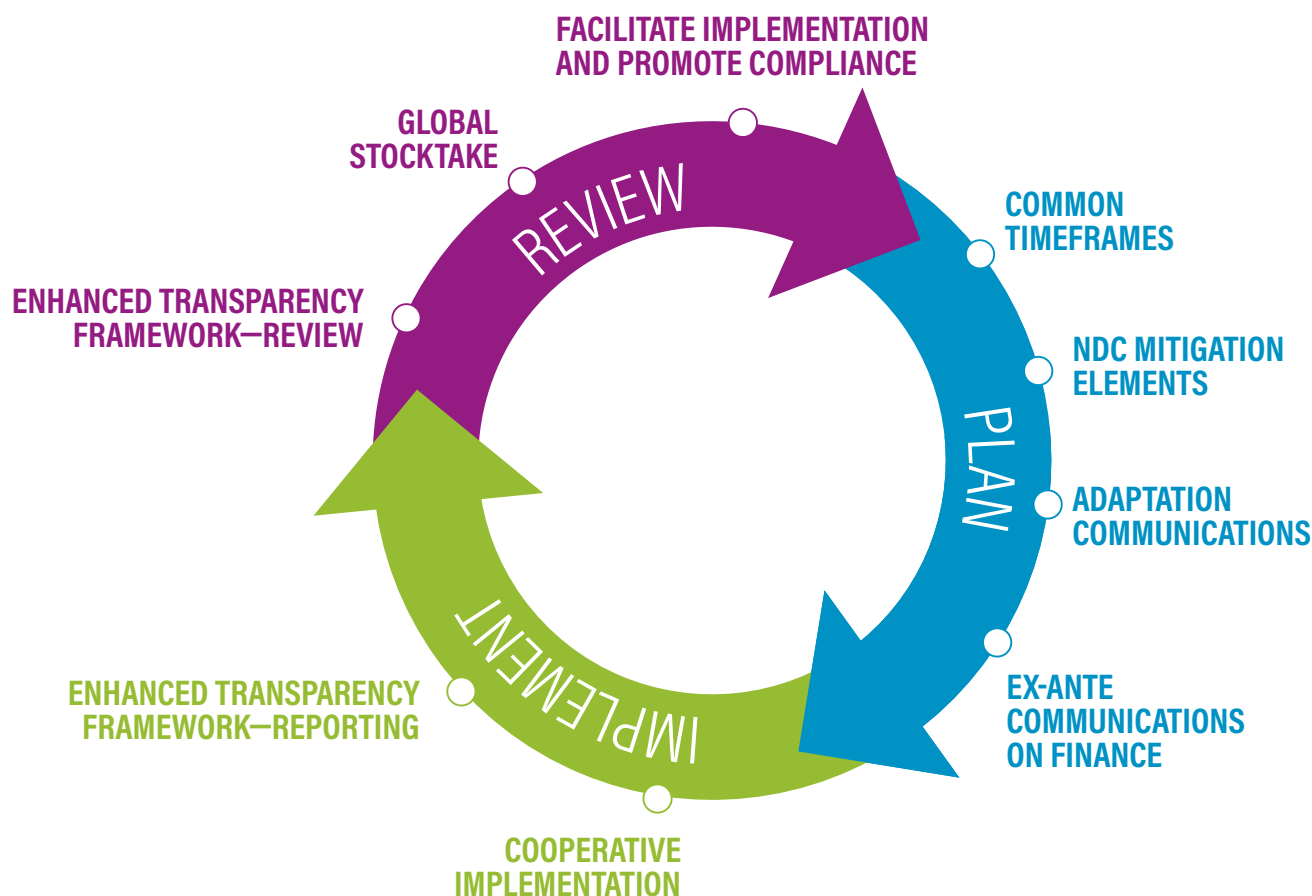 FACILITATE IMPLEMENTATION
AND PROMOTE COMPLIANCE
GLOBAL
STOCKTAKE
ENHANCED TRANSPARENCY
FRAMEWORK—REVIEW
REVIEW
COMMON
TIMEFRAMES
NDC MITIGATION
ELEMENTS
PLAN
ADAPTATION
COMMUNICATIONS
EX-ANTE
COMMUNICATIONS
ON FINANCE
IMPLEMENT
ENHANCED TRANSPARENCY
FRAMEWORK—REPORTING
COOPERATIVE
IMPLEMENTATION